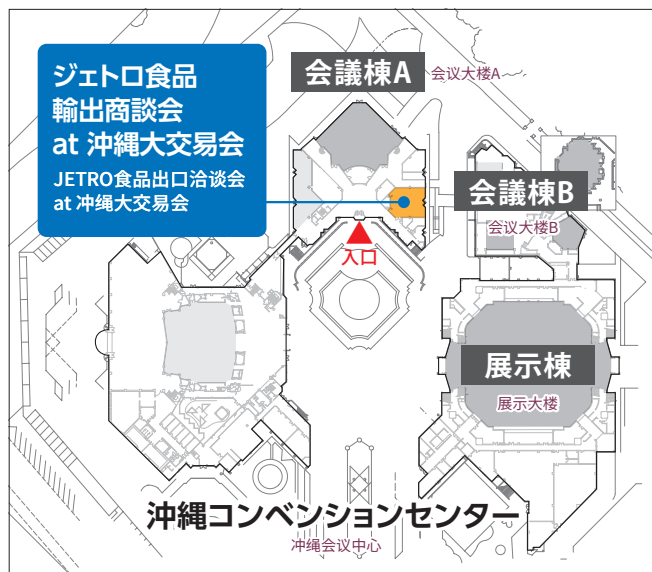 ジェトロ食品
輸出商談会
at 沖縄大交易会
JETRO食品出口洽谈会
at 冲绳大交易会
会議棟A
会议大楼A
会議棟B
会议大楼B
入口
展示棟
展示大楼
沖縄コンベンションセンター
冲绳会议中心